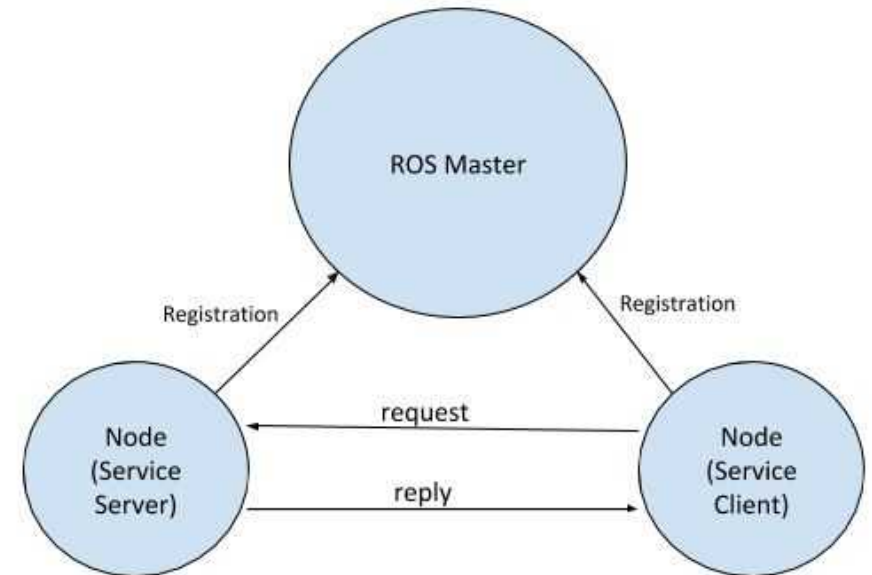 ROS Master
Registration
Registration
request
reply
Node
(Service
Server)
Node
(Service
Client)